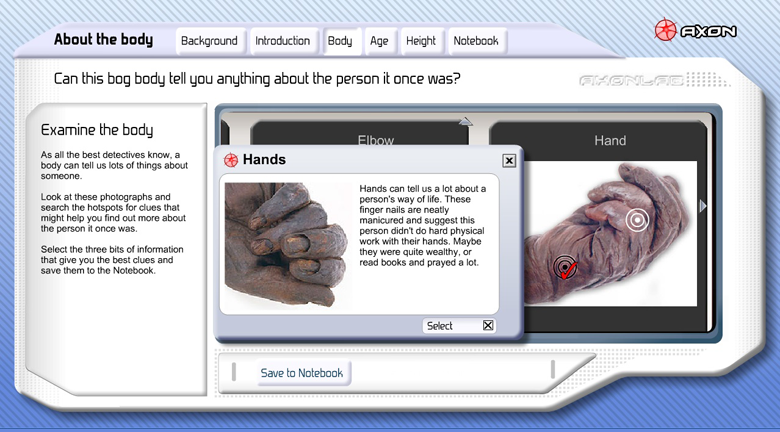 About the body
Background
Introduction
Body
Age
Height
Notebook
AXON
Can this bog body tell you anything about the person it once was?
AXONLAB
Examine the body
As all the best detectives know, a
body can tell us lots of things about
someone.
Look at these photographs and
search the hotspots for clues that
might help you find out more about
the person it once was.
Select the three bits of information
that give you the best clues and
save them to the Notebook.
Elbow
Hand
Hands
Hands can tell us a lot about a
person's way of life. These
finger nails are neatly
manicured and suggest this
person didn't do hard physical
work with their hands. Maybe
they were quite wealthy, or
read books and prayed a lot.
Select
Save to Notebook